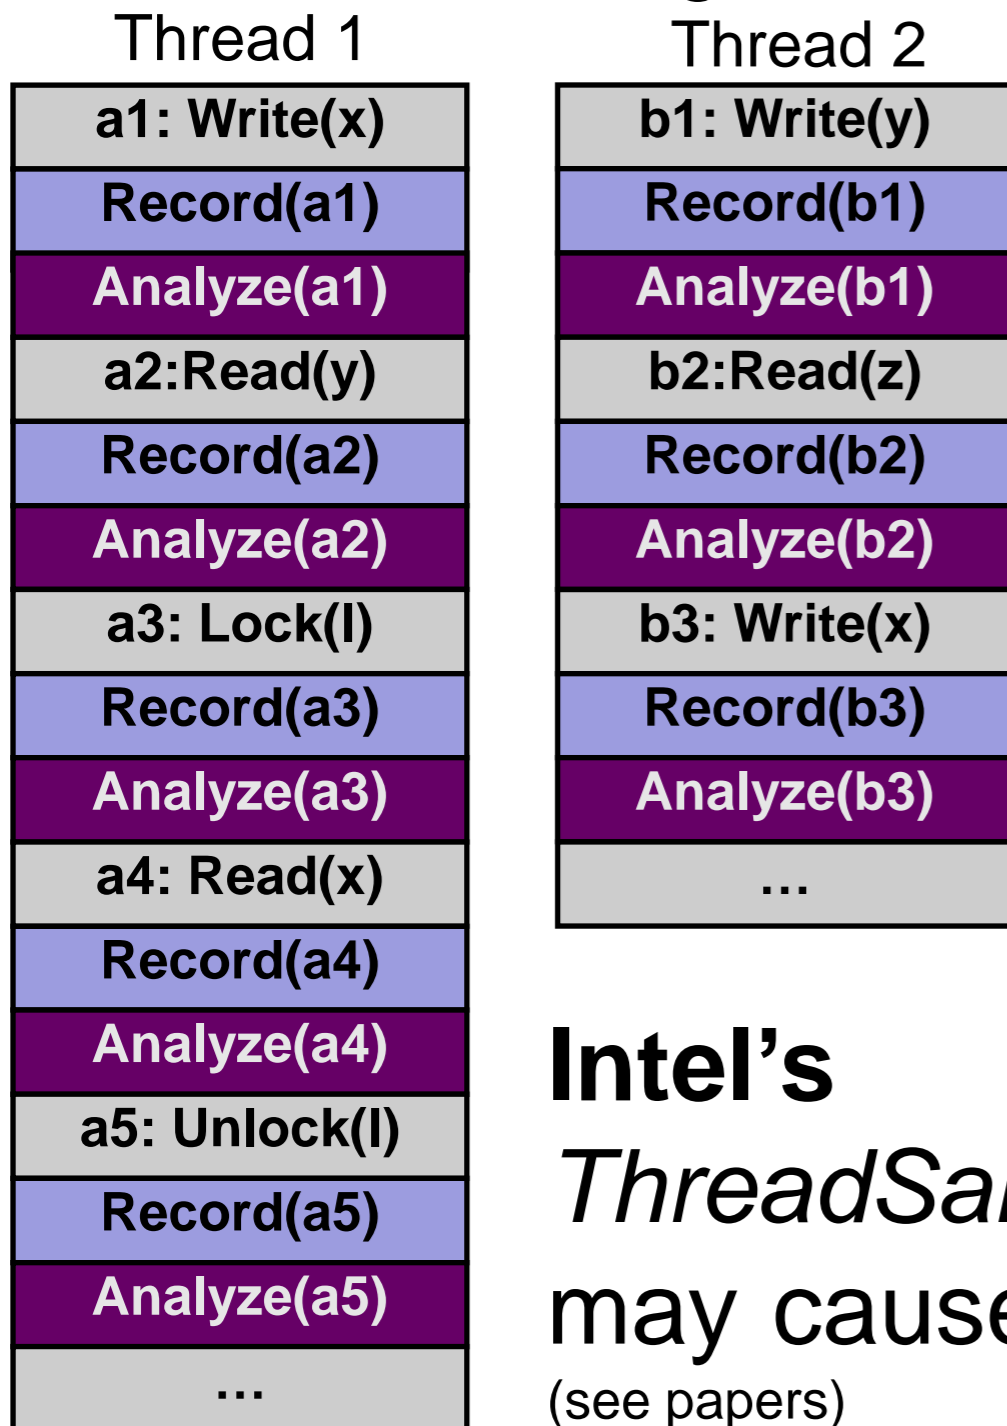 Thread 1
a1: Write(x)
Record(a1)
Analyze(a1)
a2:Read(y)
Record(a2)
Analyze(a2)
a3: Lock(l)
Record(a3)
Analyze(a3)
a4: Read(x)
Record(a4)
Analyze(a4)
a5: Unlock(l)
Record(a5)
Analyze(a5)
…
Thread 2
b1: Write(y)
Record(b1)
Analyze(b1)
b2:Read(z)
Record(b2)
Analyze(b2)
b3: Write(x)
Record(b3)
Analyze(b3)
…
Intel’s
may cause
(see papers)